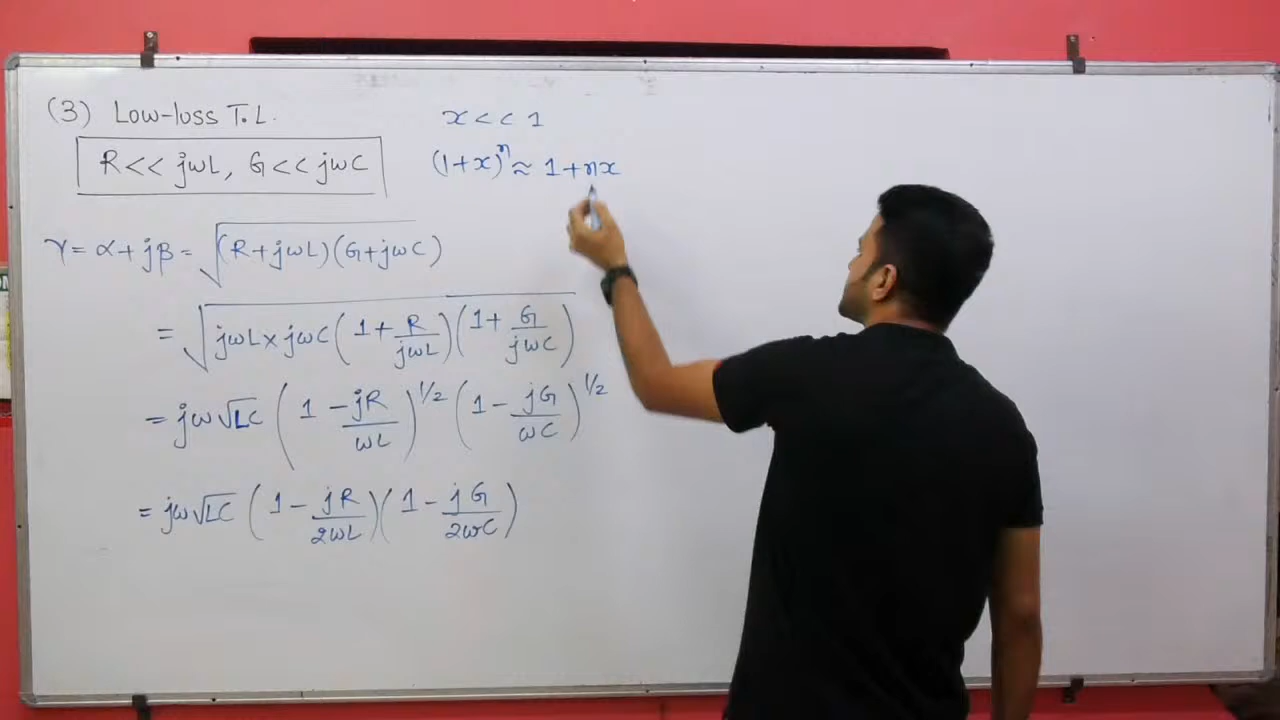 (3) Low-loss T.L.
R << jωL, G << jωC
x << 1
(1+x)^n ≈ 1+nx
γ = α + jβ = √(R+jωL)(G+jωC)
= √jωL × jωC (1 + R/jωL)(1 + G/jωC)
= jω√LC (1 - jR/ωL)^1/2 (1 - jG/ωC)^1/2
= jω√LC (1 - jR/2ωL)(1 - jG/2ωC)